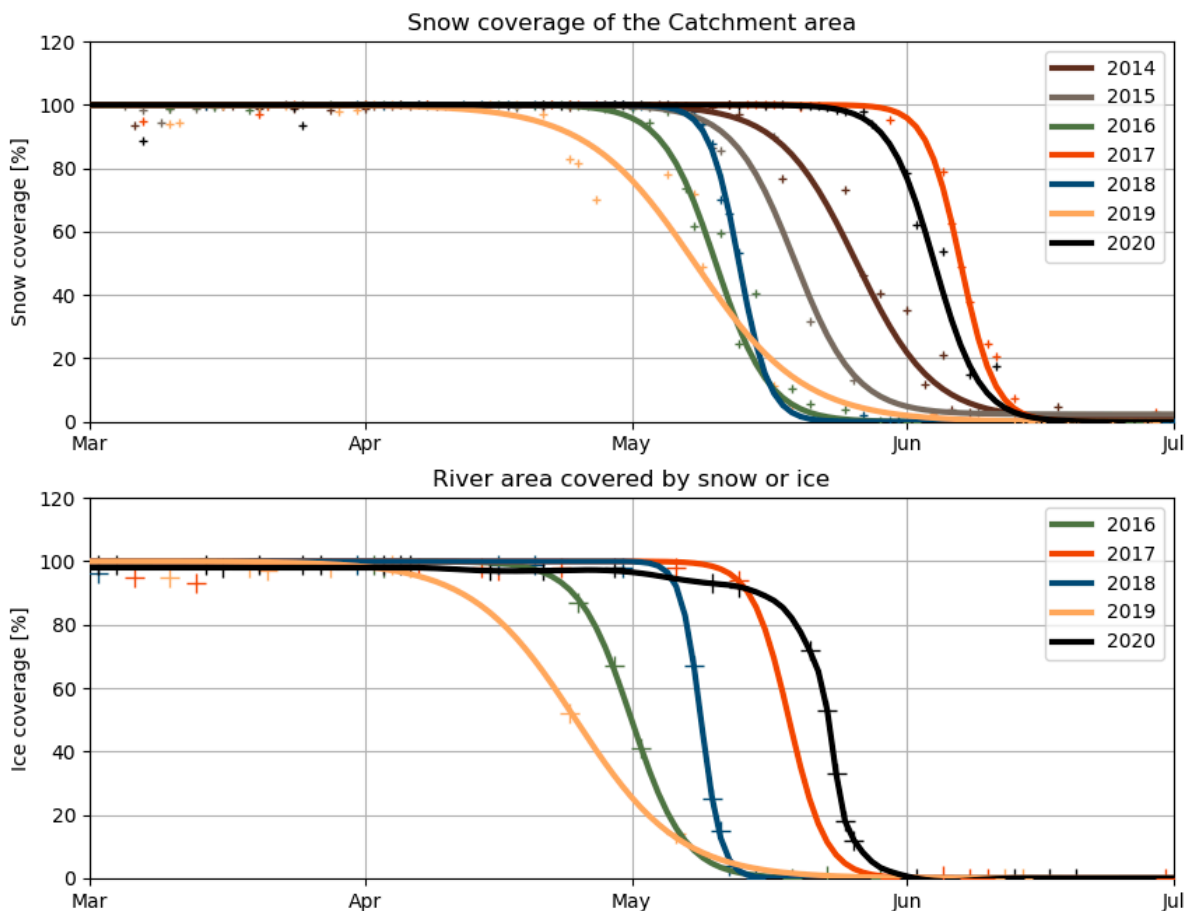 Snow coverage of the Catchment area
Snow coverage [%]
120
100
80
60
40
20
0
Mar
Apr
May
Jun
Jul
2014
2015
2016
2017
2018
2019
2020
River area covered by snow or ice
Ice coverage [%]
120
100
80
60
40
20
0
Mar
Apr
May
Jun
Jul
2016
2017
2018
2019
2020